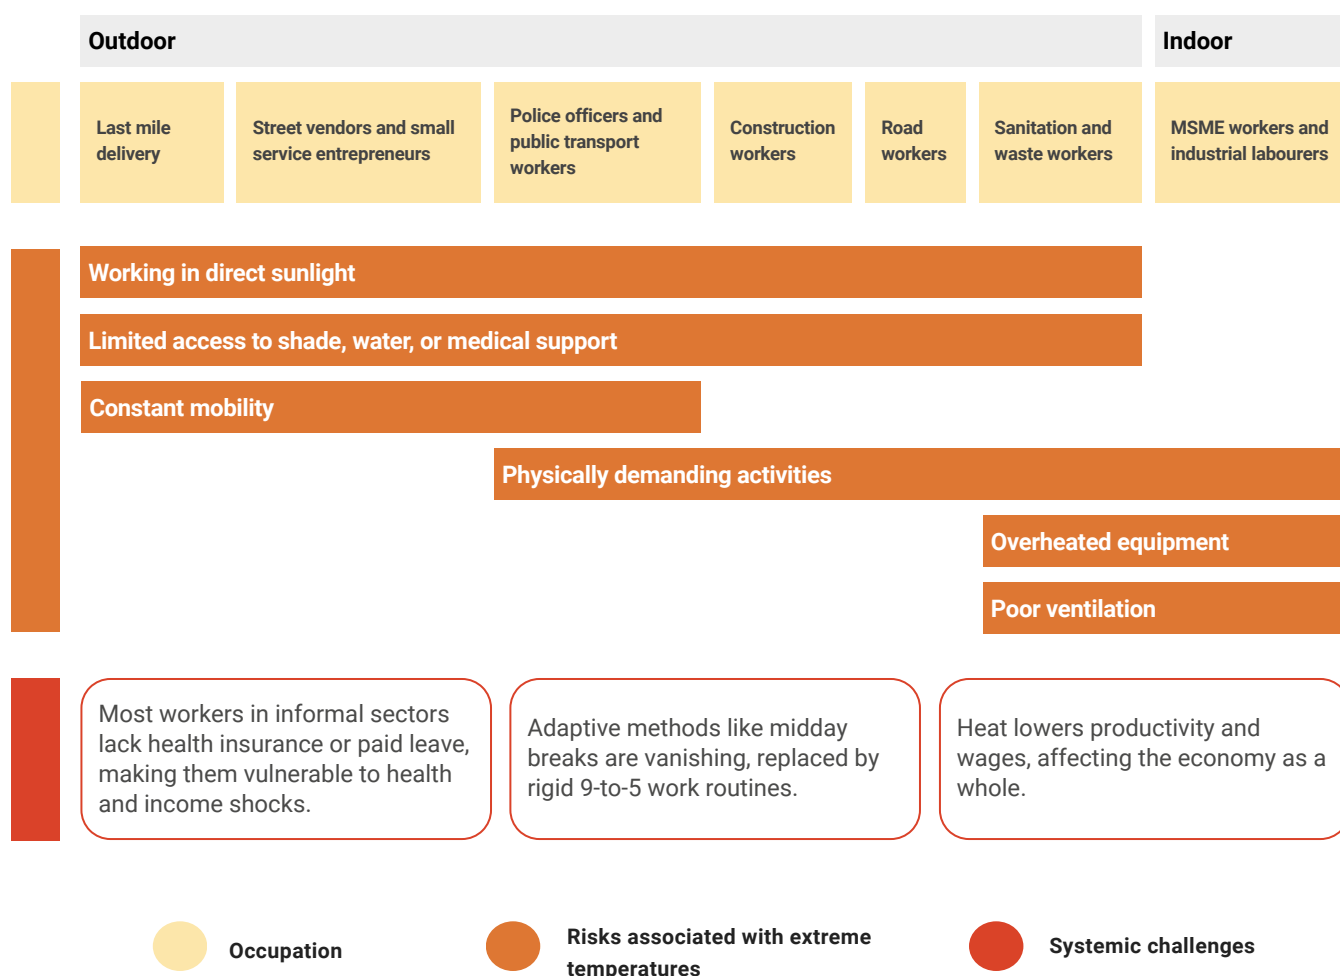 Outdoor
Indoor
Last mile
delivery
Street vendors and small
service entrepreneurs
Police officers and
public transport
workers
Construction
workers
Road
workers
Sanitation and
waste workers
MSME workers and
industrial labourers
Working in direct sunlight
Limited access to shade, water, or medical support
Constant mobility
Physically demanding activities
Overheated equipment
Poor ventilation
Most workers in informal sectors
lack health insurance or paid leave,
making them vulnerable to health
and income shocks.
Adaptive methods like midday
breaks are vanishing, replaced by
rigid 9-to-5 work routines.
Heat lowers productivity and
wages, affecting the economy as a
whole.
Occupation
Risks associated with extreme
temperatures
Systemic challenges